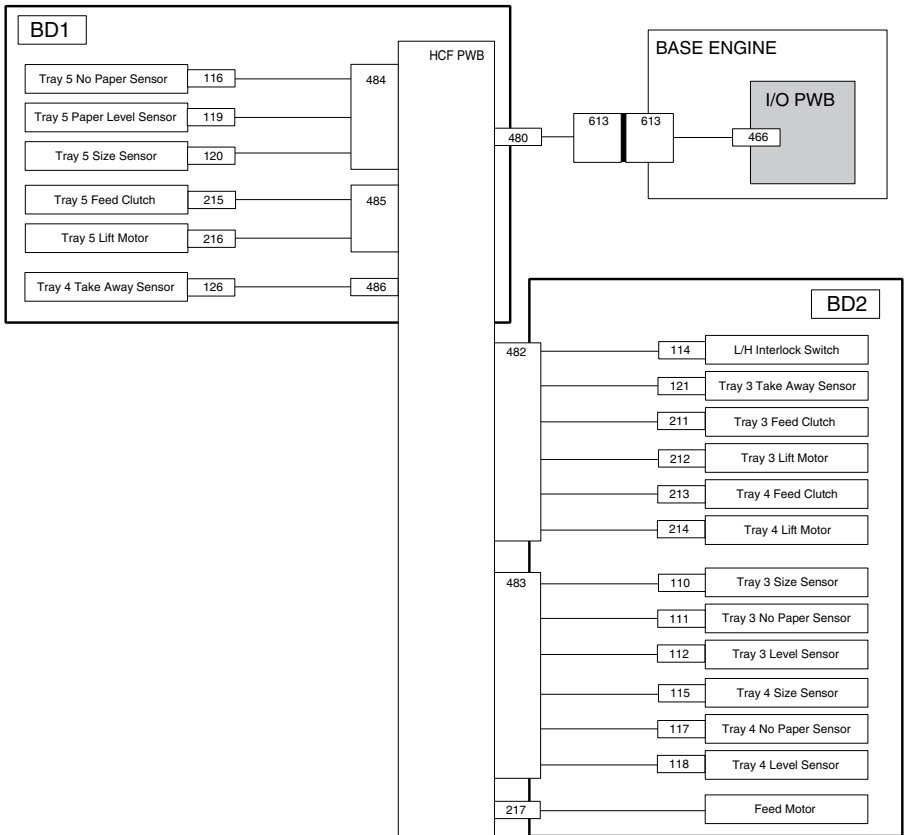 BD1
HCF PWB
Tray 5 No Paper Sensor 116 484
Tray 5 Paper Level Sensor 119
Tray 5 Size Sensor 120
Tray 5 Feed Clutch 215 485
Tray 5 Lift Motor 216
Tray 4 Take Away Sensor 126 486
BASE ENGINE
I/O PWB
480 613 613 466
BD2
482 114 L/H Interlock Switch
121 Tray 3 Take Away Sensor
211 Tray 3 Feed Clutch
212 Tray 3 Lift Motor
213 Tray 4 Feed Clutch
214 Tray 4 Lift Motor
483 110 Tray 3 Size Sensor
111 Tray 3 No Paper Sensor
112 Tray 3 Level Sensor
115 Tray 4 Size Sensor
117 Tray 4 No Paper Sensor
118 Tray 4 Level Sensor
217 Feed Motor